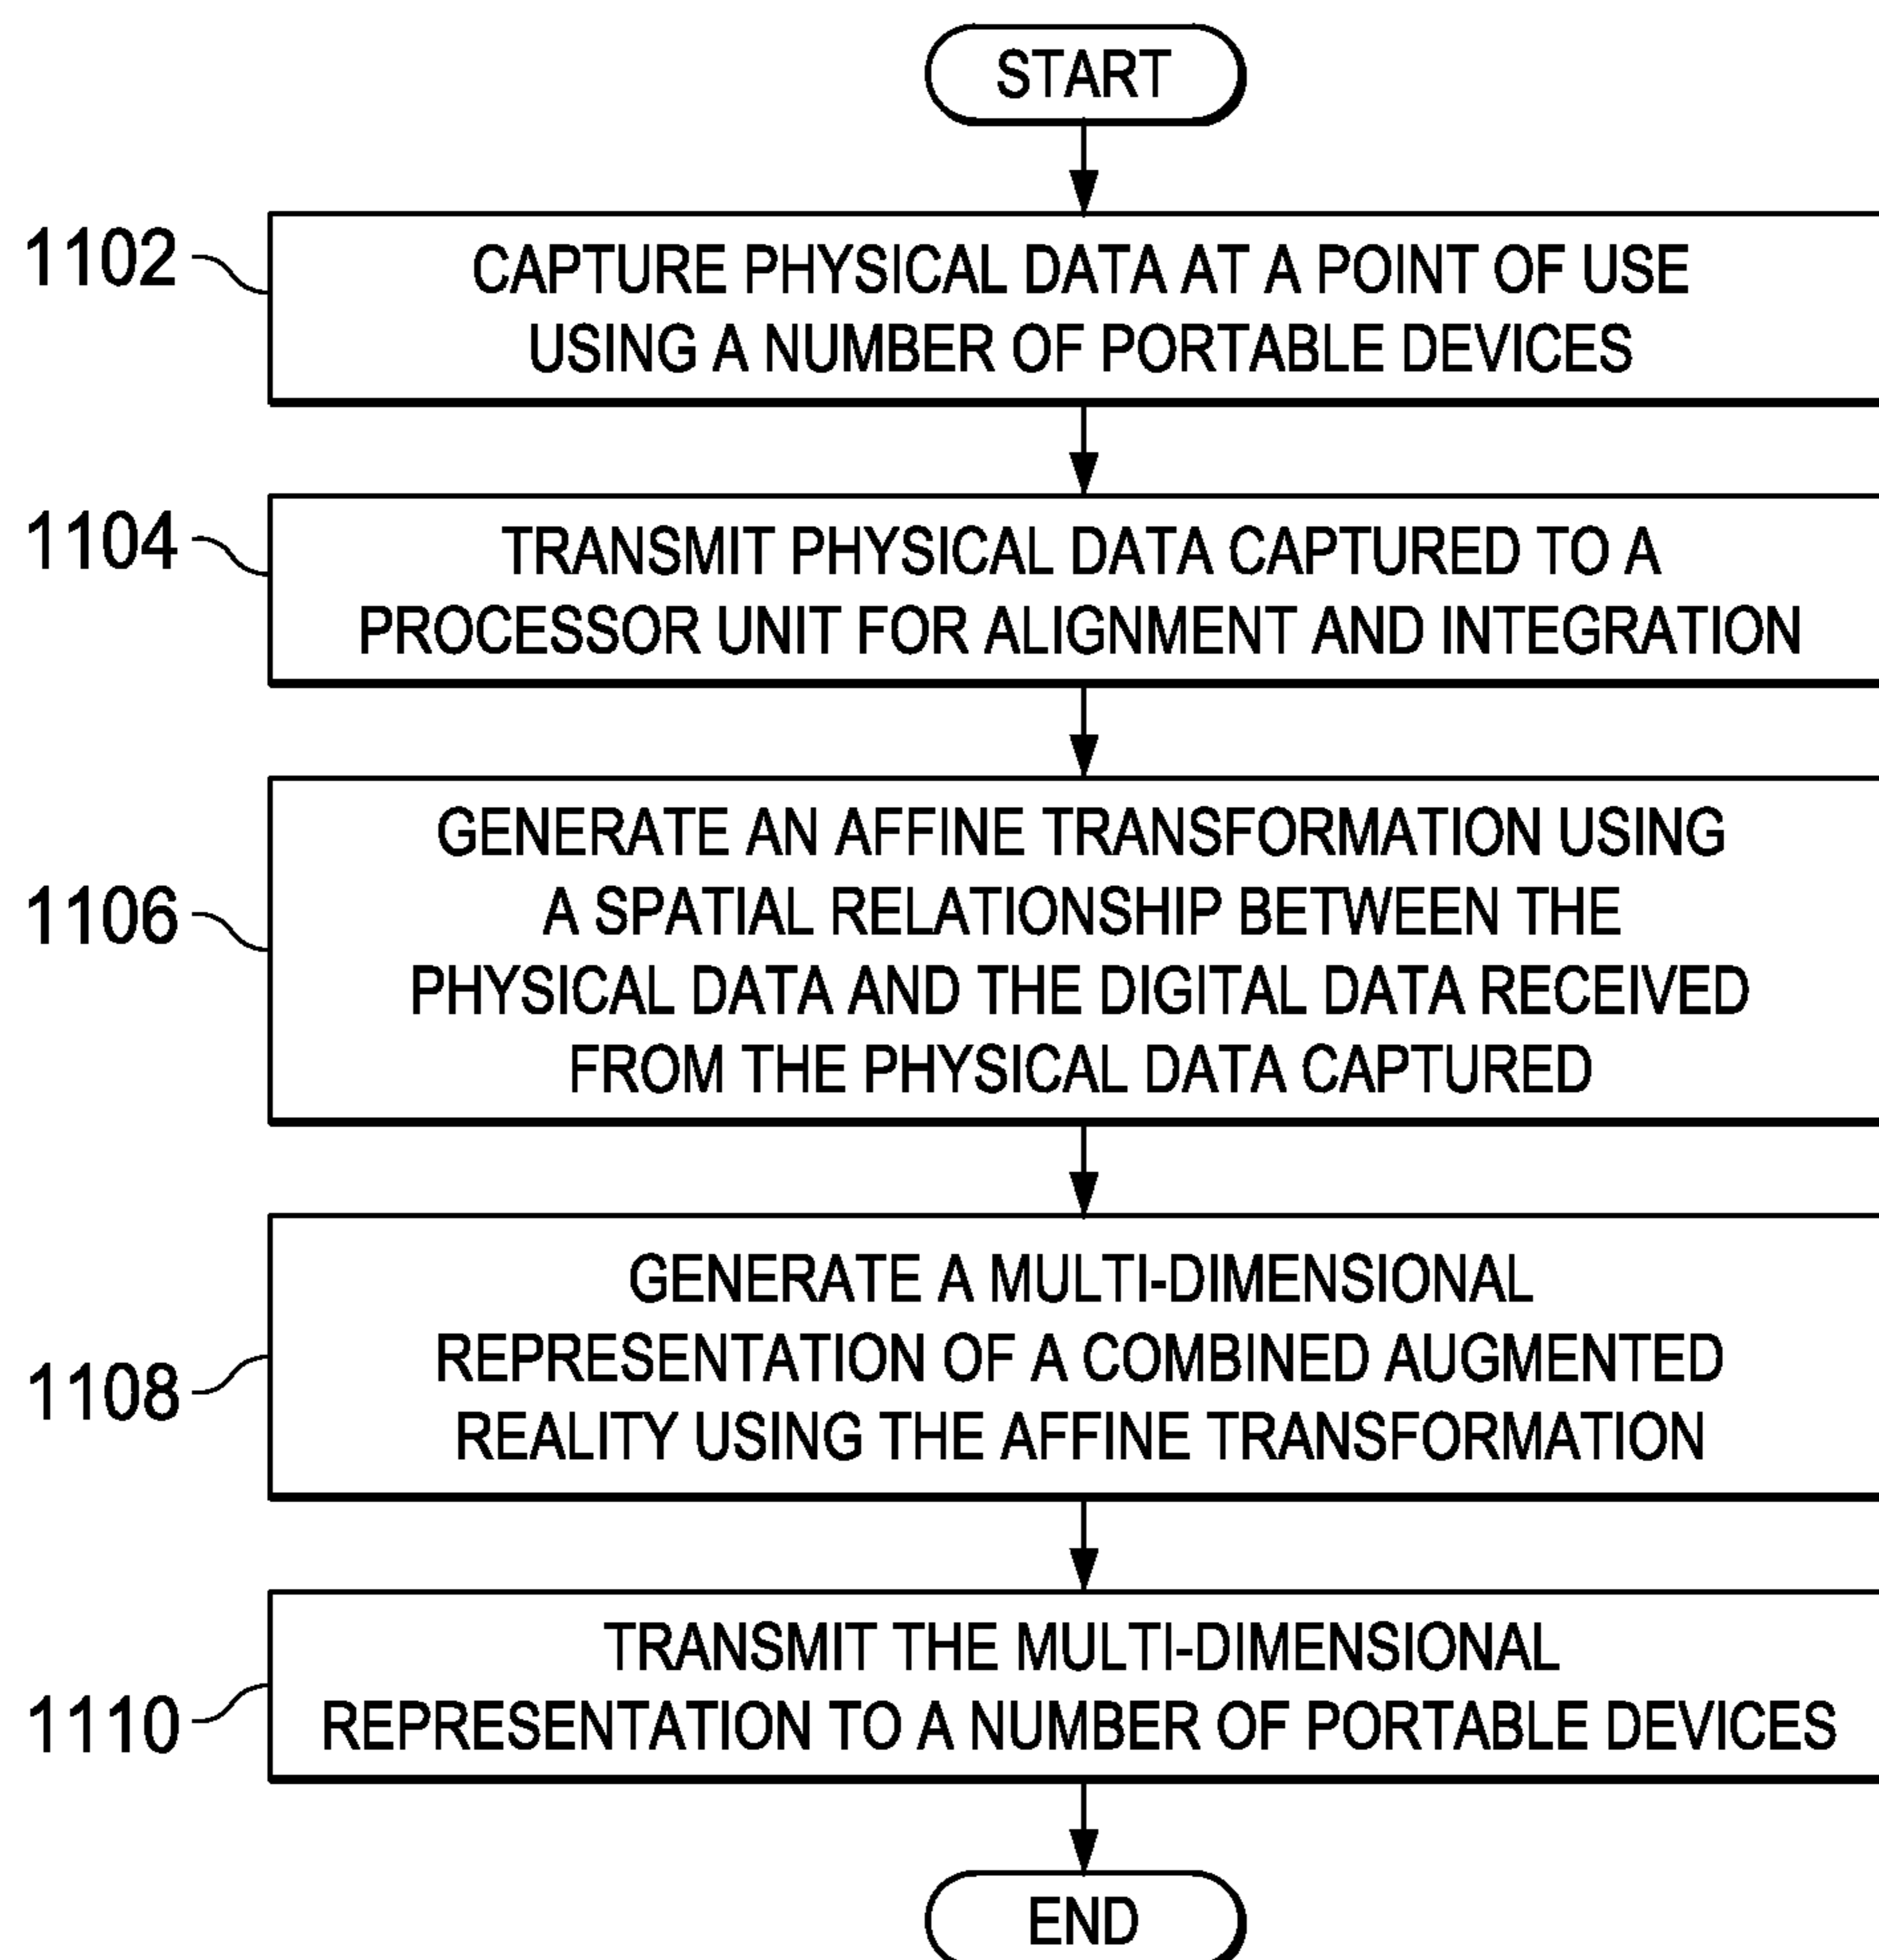 START
1102
CAPTURE PHYSICAL DATA AT A POINT OF USE
USING A NUMBER OF PORTABLE DEVICES
1104
TRANSMIT PHYSICAL DATA CAPTURED TO A
PROCESSOR UNIT FOR ALIGNMENT AND INTEGRATION
1106
GENERATE AN AFFINE TRANSFORMATION USING
A SPATIAL RELATIONSHIP BETWEEN THE
PHYSICAL DATA AND THE DIGITAL DATA RECEIVED
FROM THE PHYSICAL DATA CAPTURED
1108
GENERATE A MULTI-DIMENSIONAL
REPRESENTATION OF A COMBINED AUGMENTED
REALITY USING THE AFFINE TRANSFORMATION
1110
TRANSMIT THE MULTI-DIMENSIONAL
REPRESENTATION TO A NUMBER OF PORTABLE DEVICES
END